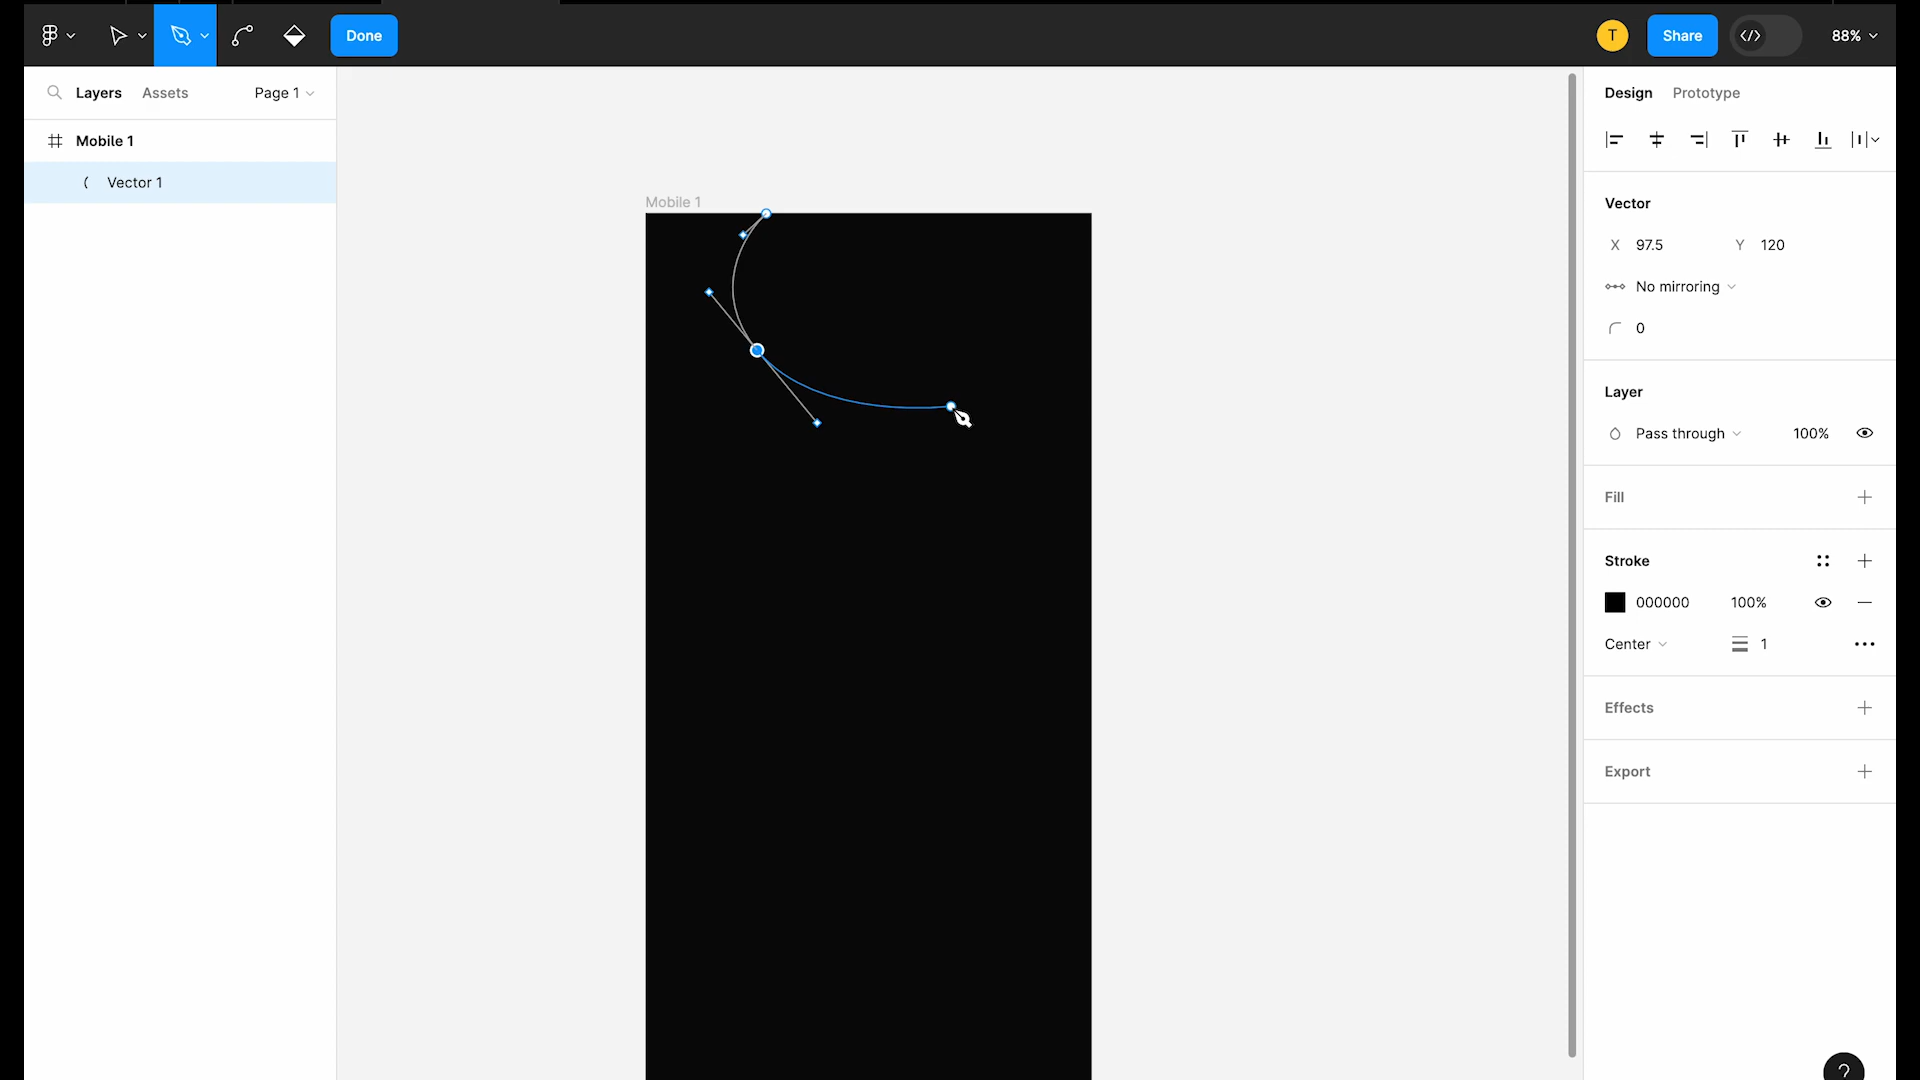 Done
T
Share
88%
Layers
Assets
Page 1
Design
Prototype
Mobile 1
Vector 1
Mobile 1
Vector
X 97.5
Y 120
No mirroring
0
Layer
Pass through
100%
Fill
Stroke
000000
100%
Center
1
Effects
Export
?